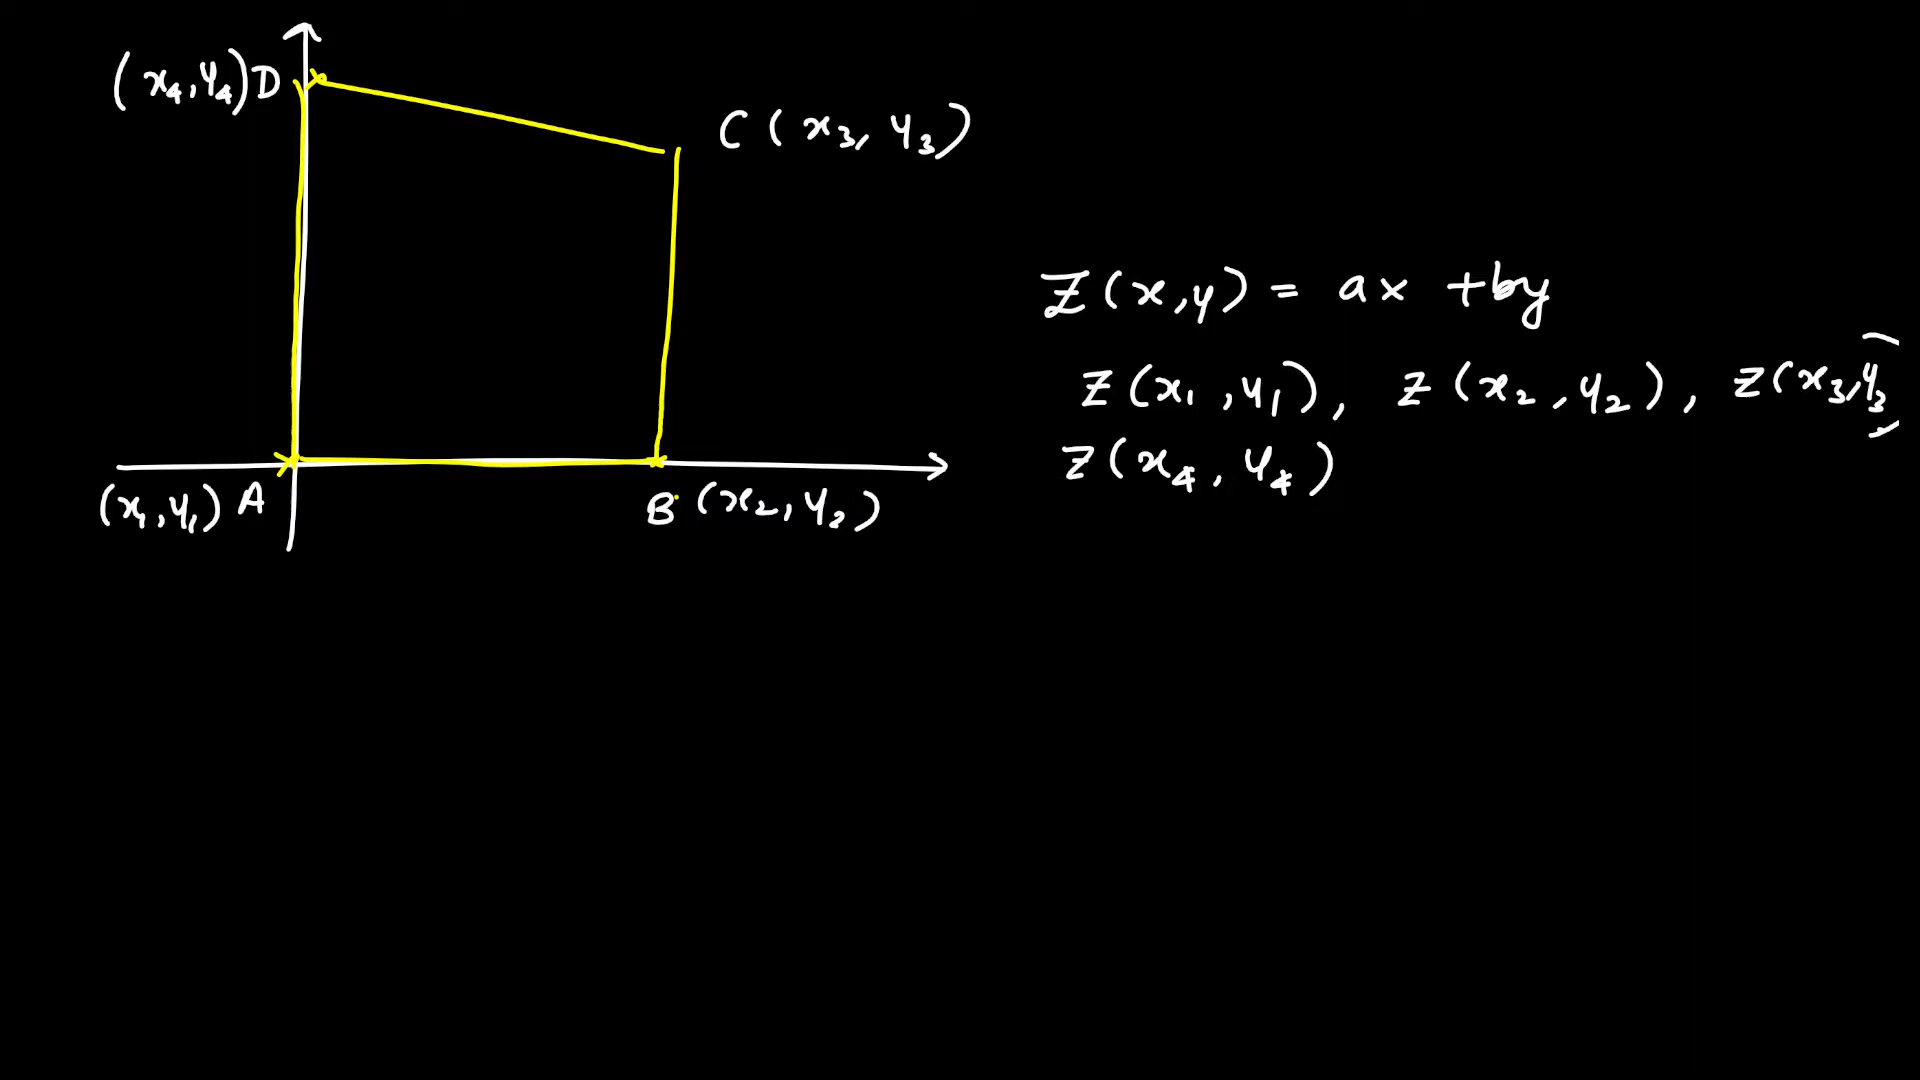 (x₄, y₄) D
C (x₃, y₃)
Z(x, y) = ax + by
Z(x₁, y₁), Z(x₂, y₂), Z(x₃, y₃)
Z(x₄, y₄)
(x₁, y₁) A
B (x₂, y₂)